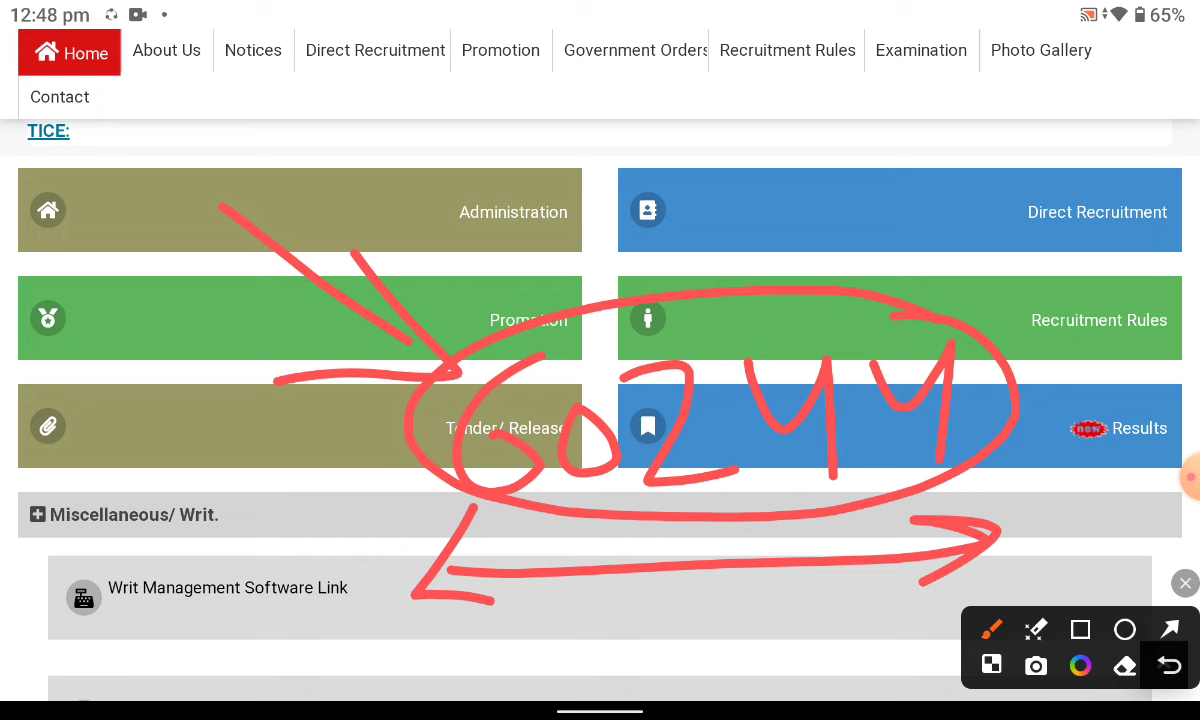 12:48 pm 65%
Home About Us Notices Direct Recruitment Promotion Government Orders Recruitment Rules Examination Photo Gallery
Contact
TICE:
Administration Direct Recruitment
Promotion Recruitment Rules
Tender/ Release new Results
60244
Miscellaneous/ Writ.
Writ Management Software Link